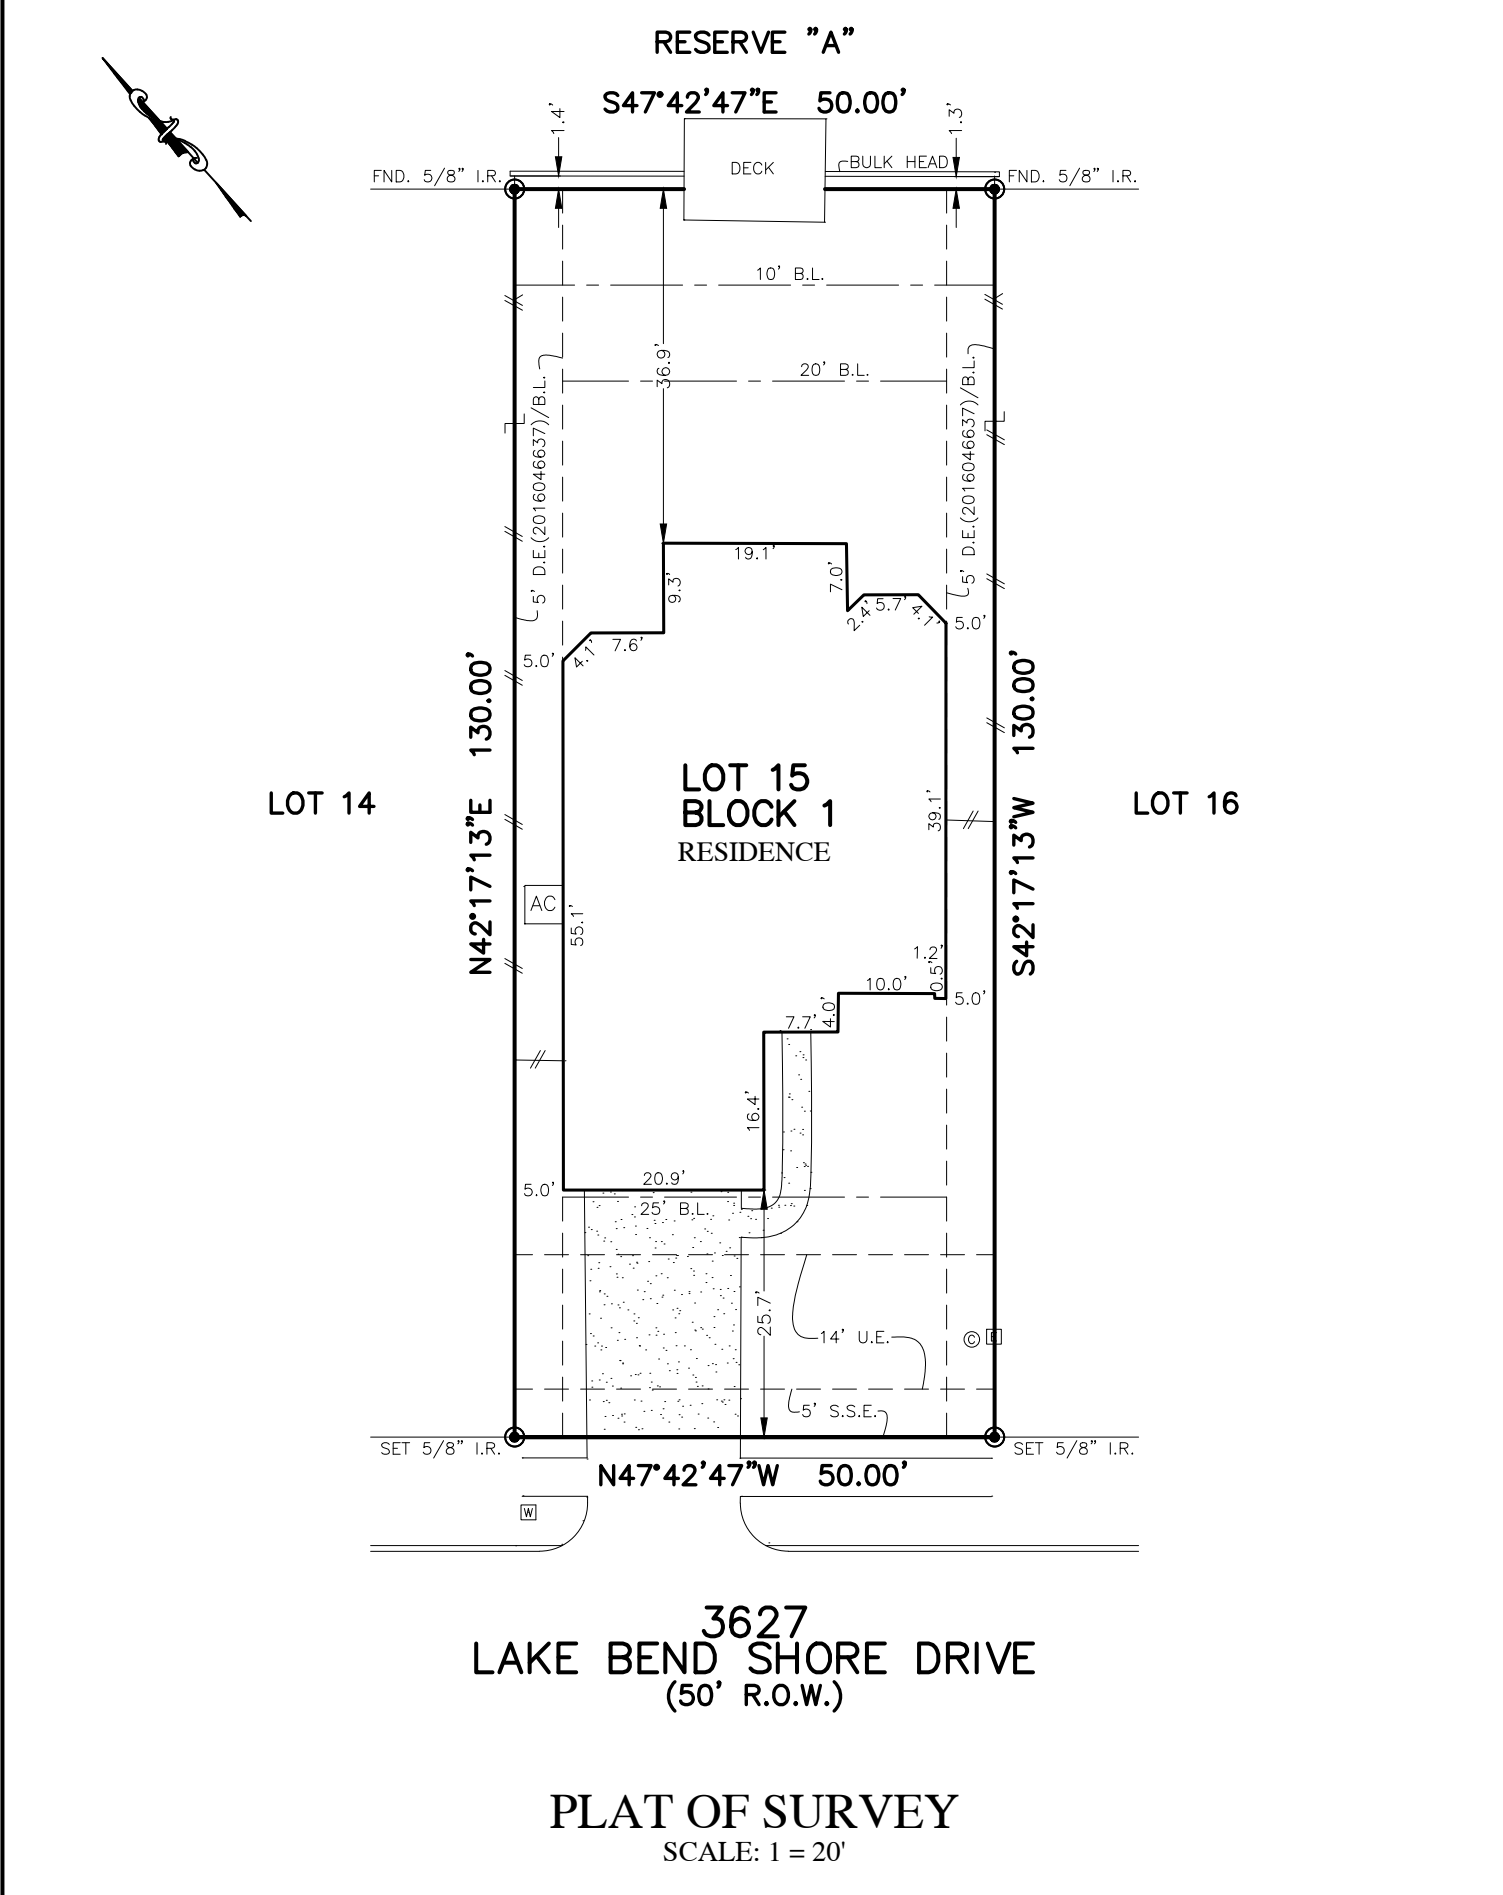 RESERVE "A"
S47°42'47"E 50.00'
1.4'
1.3'
DECK
BULK HEAD
FND. 5/8" I.R.
FND. 5/8" I.R.
10' B.L.
20' B.L.
36.9'
5' D.E.(2016046637)/B.L.
5' D.E.(2016046637)/B.L.
19.1'
9.3'
7.0'
2.4'
5.7'
4.1'
5.0'
7.6'
4.1'
5.0'
N42°17'13"E 130.00'
S42°17'13"W 130.00'
LOT 14
LOT 15
BLOCK 1
RESIDENCE
LOT 16
39.1'
AC
55.1'
1.2'
0.5'
10.0'
5.0'
7.7'
4.0'
16.4'
20.9'
5.0'
25' B.L.
25.7'
14' U.E.
C
E
5' S.S.E.
SET 5/8" I.R.
SET 5/8" I.R.
N47°42'47"W 50.00'
W
3627
LAKE BEND SHORE DRIVE
(50' R.O.W.)
PLAT OF SURVEY
SCALE: 1 = 20'